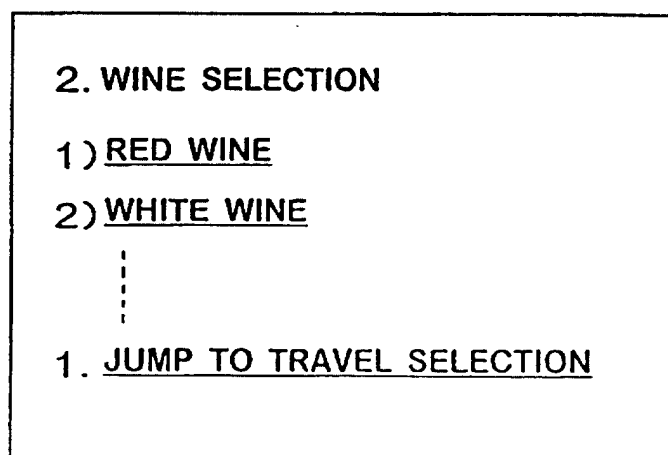 2. WINE SELECTION
1) RED WINE
2) WHITE WINE
1. JUMP TO TRAVEL SELECTION